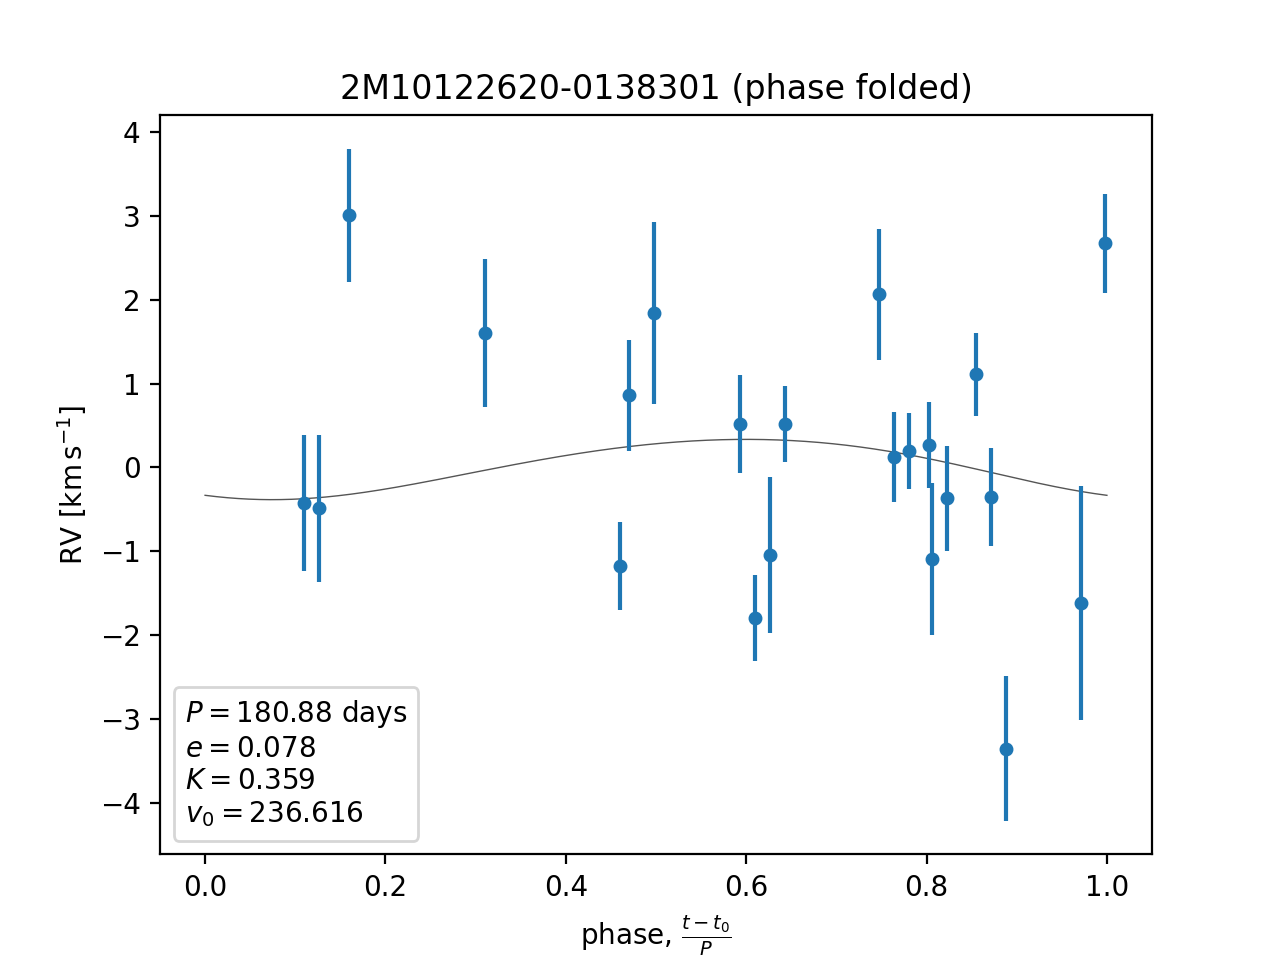 2M10122620-0138301 (phase folded)
4
3
2
1
0
−1
−2
−3
−4
RV [km s⁻¹]
P = 180.88 days
e = 0.078
K = 0.359
v₀ = 236.616
0.0 0.2 0.4 0.6 0.8 1.0
phase, (t − t₀)/P